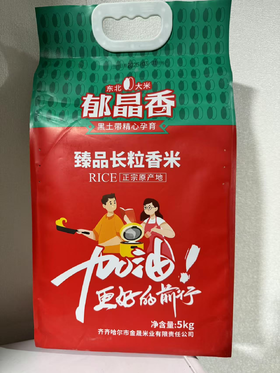 东北大米
郁晶香
黑土带精心孕育
臻品长粒香米
RICE 正宗原产地
加油!
更好的前行
净含量:5kg
齐齐哈尔市金晟米业有限责任公司